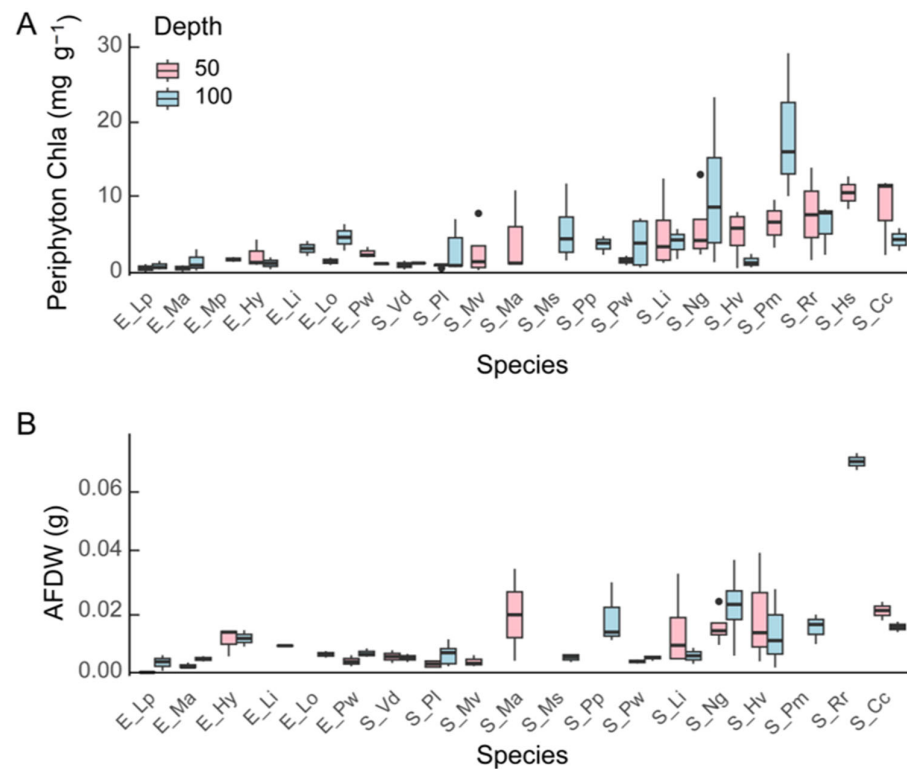 A
Depth
50
100
Periphyton Chla (mg g⁻¹)
30
20
10
0
E_Lp E_Ma E_Mp E_Hy E_Li E_Lo E_Pw S_Vd S_Pl S_Mv S_Ma S_Ms S_Pp S_Pw S_Li S_Ng S_Hv S_Pm S_Rr S_Hs S_Cc
Species
B
AFDW (g)
0.06
0.04
0.02
0.00
E_Lp E_Ma E_Hy E_Li E_Lo E_Pw S_Vd S_Pl S_Mv S_Ma S_Ms S_Pp S_Pw S_Li S_Ng S_Hv S_Pm S_Rr S_Cc
Species